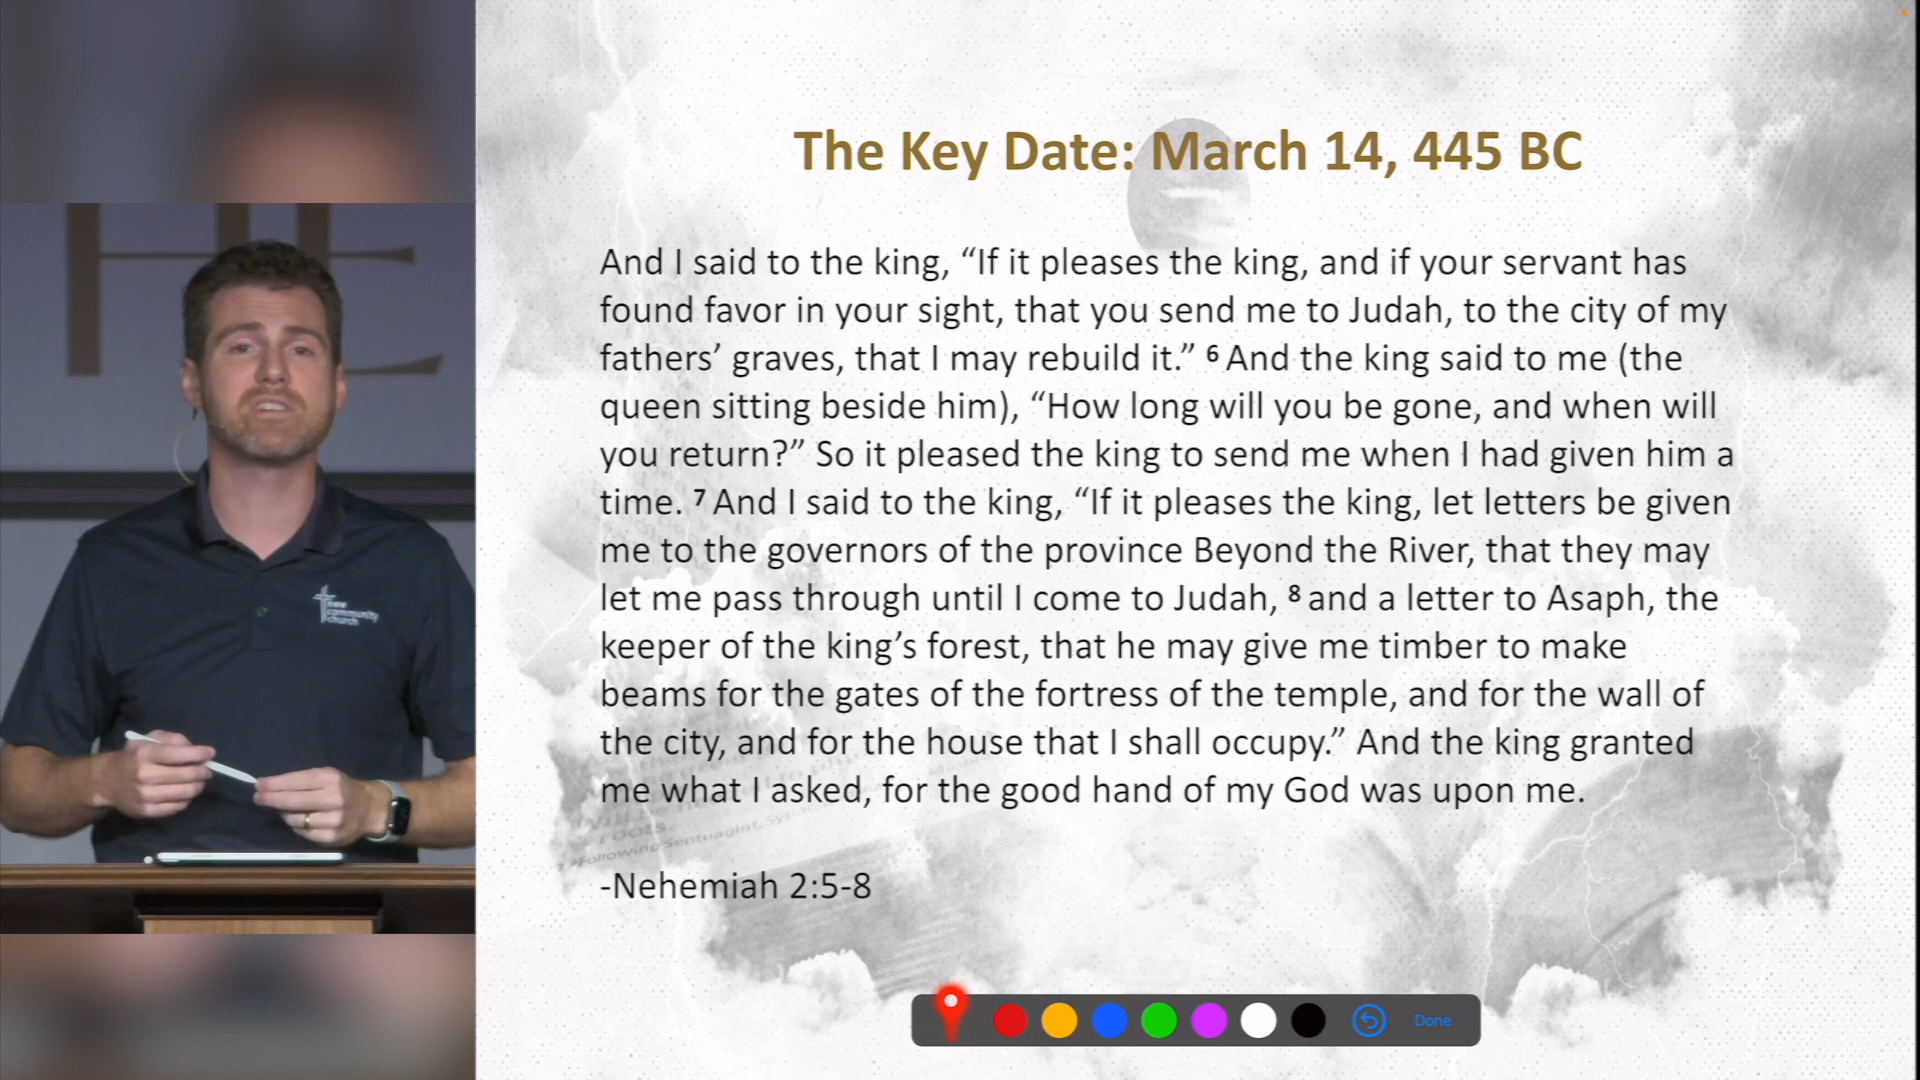 HE
new
community
church
The Key Date: March 14, 445 BC
And I said to the king, “If it pleases the king, and if your servant has
found favor in your sight, that you send me to Judah, to the city of my
fathers’ graves, that I may rebuild it.” 6 And the king said to me (the
queen sitting beside him), “How long will you be gone, and when will
you return?” So it pleased the king to send me when I had given him a
time. 7 And I said to the king, “If it pleases the king, let letters be given
me to the governors of the province Beyond the River, that they may
let me pass through until I come to Judah, 8 and a letter to Asaph, the
keeper of the king’s forest, that he may give me timber to make
beams for the gates of the fortress of the temple, and for the wall of
the city, and for the house that I shall occupy.” And the king granted
me what I asked, for the good hand of my God was upon me.
roots.
Following Septuagint,
-Nehemiah 2:5-8
Done